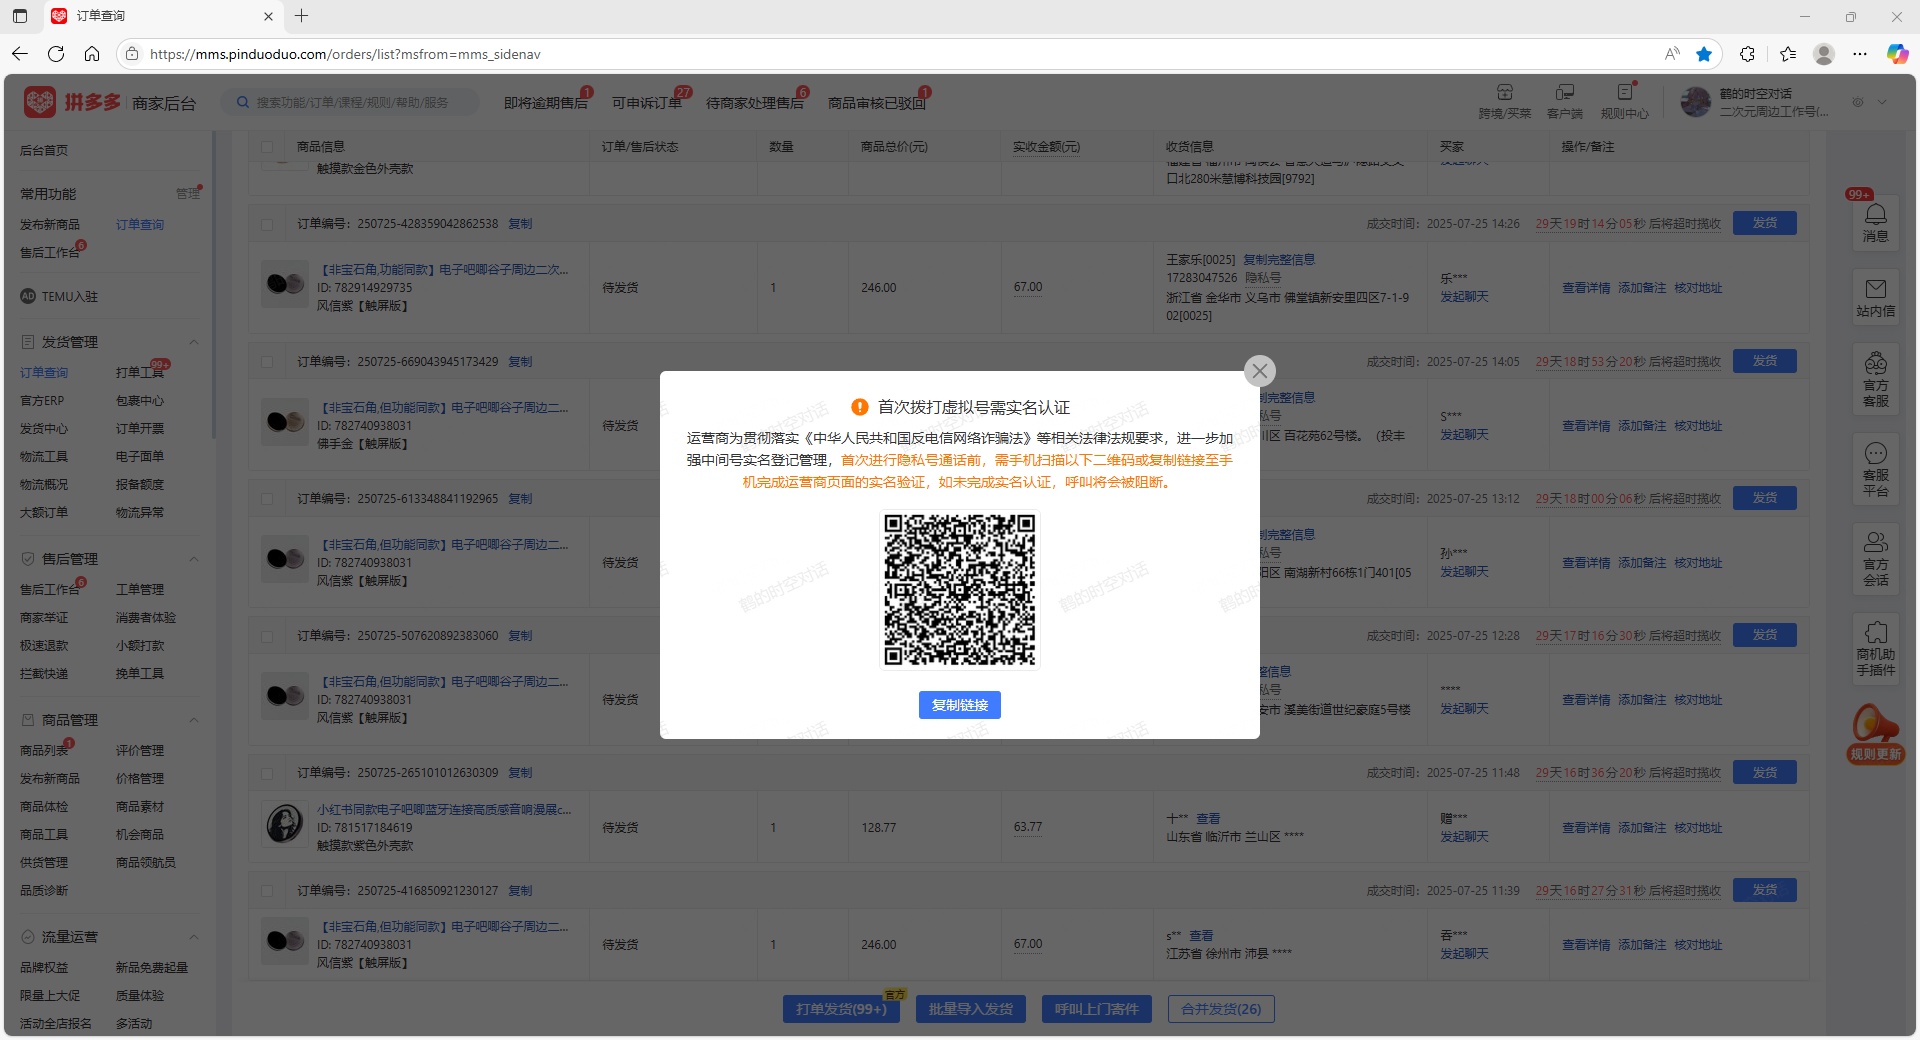 订单查询
https://mms.pinduoduo.com/orders/list?msfrom=mms_sidenav
拼多多 商家后台
搜索功能/订单/课程/规则/帮助/服务
即将逾期售后 1
可申诉订单 27
待商家处理售后 6
商品审核已驳回 1
跨境/买菜
客户端
规则中心
鹤的时空对话
二次元周边工作号(...
后台首页
常用功能 管理
发布新商品 订单查询
售后工作台 6
AD TEMU入驻
发货管理
订单查询 打单工具 99+
官方ERP 包裹中心
发货中心 订单开票
物流工具 电子面单
物流概况 报备额度
大额订单 物流异常
售后管理
售后工作台 6 工单管理
商家举证 消费者体验
极速退款 小额打款
拦截快递 挽单工具
商品管理
商品列表 1 评价管理
发布新商品 价格管理
商品体检 商品素材
商品工具 机会商品
供货管理 商品领航员
品质诊断
流量运营
品牌权益 新品免费起量
限量上大促 质量体验
活动全店报名 多活动
商品信息 订单/售后状态 数量 商品总价(元) 实收金额(元) 收货信息 买家 操作/备注
触摸款金色外壳款
口北280米慧博科技园[9792]
订单编号：250725-428359042862538 复制 成交时间：2025-07-25 14:26 29天19时14分05秒 后将超时揽收 发货
【非宝石角,功能同款】电子吧唧谷子周边二次...
ID: 782914929735
风信紫【触屏版】
待发货 1 246.00 67.00
王家乐[0025] 复制完整信息
17283047526 隐私号
浙江省 金华市 义乌市 佛堂镇新安里四区7-1-9
02[0025]
乐***
发起聊天
查看详情 添加备注 核对地址
订单编号：250725-669043945173429 复制 成交时间：2025-07-25 14:05 29天18时53分20秒 后将超时揽收 发货
【非宝石角,但功能同款】电子吧唧谷子周边二...
ID: 782740938031
佛手金【触屏版】
待发货
制完整信息
私号
川区 百花苑62号楼。（投丰
S***
发起聊天
查看详情 添加备注 核对地址
订单编号：250725-613348841192965 复制 成交时间：2025-07-25 13:12 29天18时00分06秒 后将超时揽收 发货
【非宝石角,但功能同款】电子吧唧谷子周边二...
ID: 782740938031
风信紫【触屏版】
待发货
制完整信息
私号
阳区 南湖新村66栋1门401[05
孙***
发起聊天
查看详情 添加备注 核对地址
订单编号：250725-507620892383060 复制 成交时间：2025-07-25 12:28 29天17时16分30秒 后将超时揽收 发货
【非宝石角,但功能同款】电子吧唧谷子周边二...
ID: 782740938031
风信紫【触屏版】
待发货
整信息
私号
安市 溪美街道世纪豪庭5号楼
****
发起聊天
查看详情 添加备注 核对地址
订单编号：250725-265101012630309 复制 成交时间：2025-07-25 11:48 29天16时36分20秒 后将超时揽收 发货
小红书同款电子吧唧蓝牙连接高质感音响漫展c...
ID: 781517184619
触摸款紫色外壳款
待发货 1 128.77 63.77
十** 查看
山东省 临沂市 兰山区 ****
赠***
发起聊天
查看详情 添加备注 核对地址
订单编号：250725-416850921230127 复制 成交时间：2025-07-25 11:39 29天16时27分31秒 后将超时揽收 发货
【非宝石角,但功能同款】电子吧唧谷子周边二...
ID: 782740938031
风信紫【触屏版】
待发货 1 246.00 67.00
s** 查看
江苏省 徐州市 沛县 ****
吞***
发起聊天
查看详情 添加备注 核对地址
打单发货(99+) 官方 批量导入发货 呼叫上门寄件 合并发货(26)
首次拨打虚拟号需实名认证
运营商为贯彻落实《中华人民共和国反电信网络诈骗法》等相关法律法规要求，进一步加
强中间号实名登记管理，首次进行隐私号通话前，需手机扫描以下二维码或复制链接至手
机完成运营商页面的实名验证，如未完成实名认证，呼叫将会被阻断。
复制链接
鹤的时空对话
鹤的时空对话
99+
消息
站内信
官方
客服
客服
平台
官方
会话
商机助
手插件
规则更新